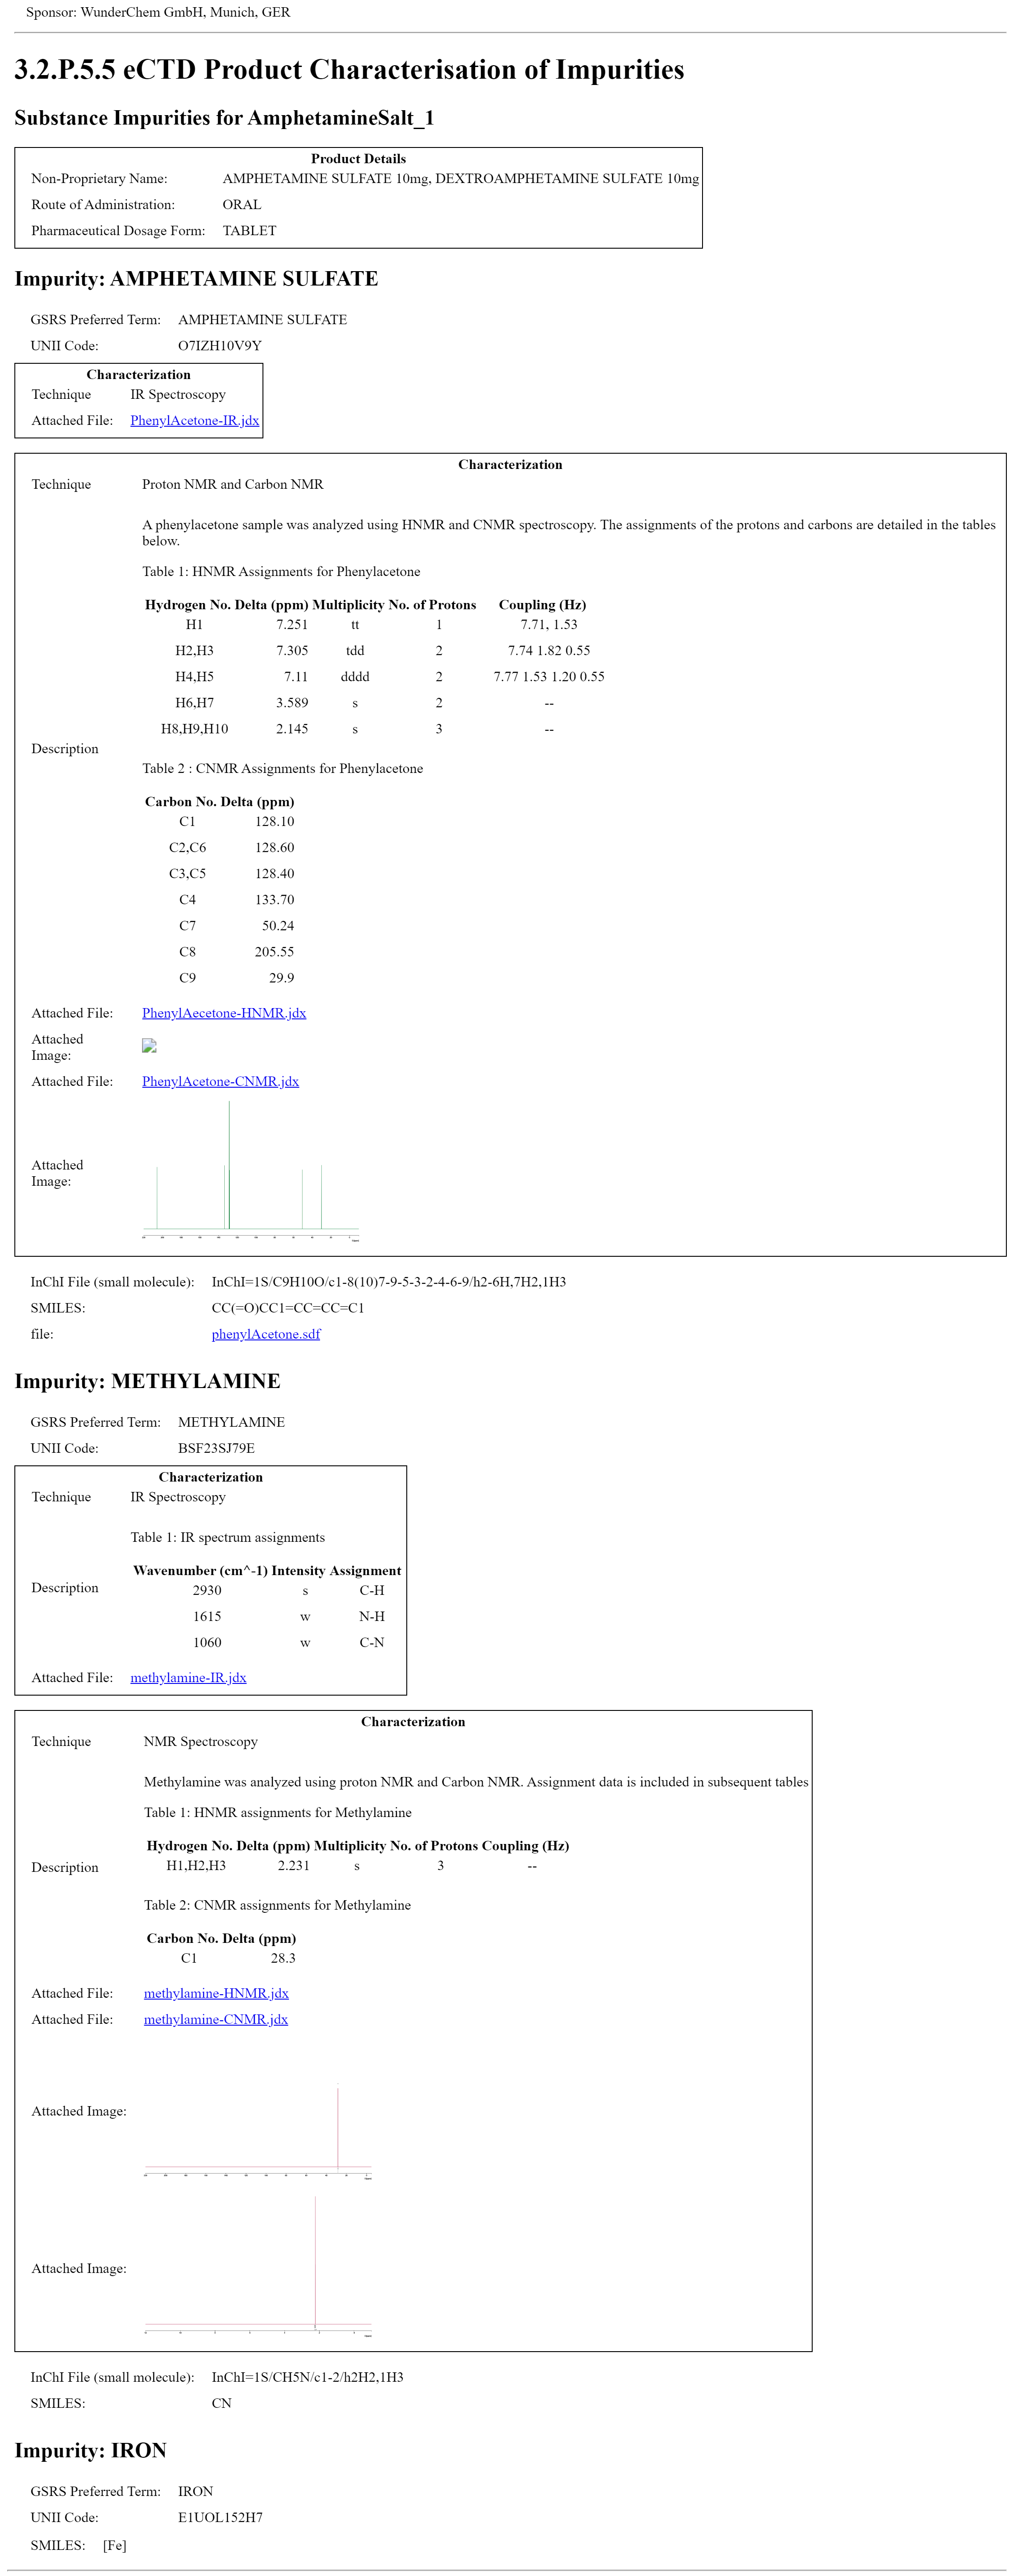 Sponsor: WunderChem GmbH, Munich, GER
3.2.P.5.5 eCTD Product Characterisation of Impurities
Substance Impurities for AmphetamineSalt_1
Product Details
Non-Proprietary Name: AMPHETAMINE SULFATE 10mg, DEXTROAMPHETAMINE SULFATE 10mg
Route of Administration: ORAL
Pharmaceutical Dosage Form: TABLET
Impurity: AMPHETAMINE SULFATE
GSRS Preferred Term: AMPHETAMINE SULFATE
UNII Code: O7IZH10V9Y
Characterization
Technique IR Spectroscopy
Attached File: PhenylAcetone-IR.jdx
Characterization
Technique Proton NMR and Carbon NMR
A phenylacetone sample was analyzed using HNMR and CNMR spectroscopy. The assignments of the protons and carbons are detailed in the tables
below.
Table 1: HNMR Assignments for Phenylacetone
Hydrogen No. Delta (ppm) Multiplicity No. of Protons Coupling (Hz)
H1 7.251 tt 1 7.71, 1.53
H2,H3 7.305 tdd 2 7.74 1.82 0.55
H4,H5 7.11 dddd 2 7.77 1.53 1.20 0.55
H6,H7 3.589 s 2 --
H8,H9,H10 2.145 s 3 --
Description
Table 2 : CNMR Assignments for Phenylacetone
Carbon No. Delta (ppm)
C1 128.10
C2,C6 128.60
C3,C5 128.40
C4 133.70
C7 50.24
C8 205.55
C9 29.9
Attached File: PhenylAecetone-HNMR.jdx
Attached
Image:
Attached File: PhenylAcetone-CNMR.jdx
Attached
Image:
InChI File (small molecule): InChI=1S/C9H10O/c1-8(10)7-9-5-3-2-4-6-9/h2-6H,7H2,1H3
SMILES: CC(=O)CC1=CC=CC=C1
file: phenylAcetone.sdf
Impurity: METHYLAMINE
GSRS Preferred Term: METHYLAMINE
UNII Code: BSF23SJ79E
Characterization
Technique IR Spectroscopy
Table 1: IR spectrum assignments
Wavenumber (cm^-1) Intensity Assignment
Description
2930 s C-H
1615 w N-H
1060 w C-N
Attached File: methylamine-IR.jdx
Characterization
Technique NMR Spectroscopy
Methylamine was analyzed using proton NMR and Carbon NMR. Assignment data is included in subsequent tables
Table 1: HNMR assignments for Methylamine
Hydrogen No. Delta (ppm) Multiplicity No. of Protons Coupling (Hz)
H1,H2,H3 2.231 s 3 --
Description
Table 2: CNMR assignments for Methylamine
Carbon No. Delta (ppm)
C1 28.3
Attached File: methylamine-HNMR.jdx
Attached File: methylamine-CNMR.jdx
Attached Image:
Attached Image:
InChI File (small molecule): InChI=1S/CH5N/c1-2/h2H2,1H3
SMILES: CN
Impurity: IRON
GSRS Preferred Term: IRON
UNII Code: E1UOL152H7
SMILES: [Fe]